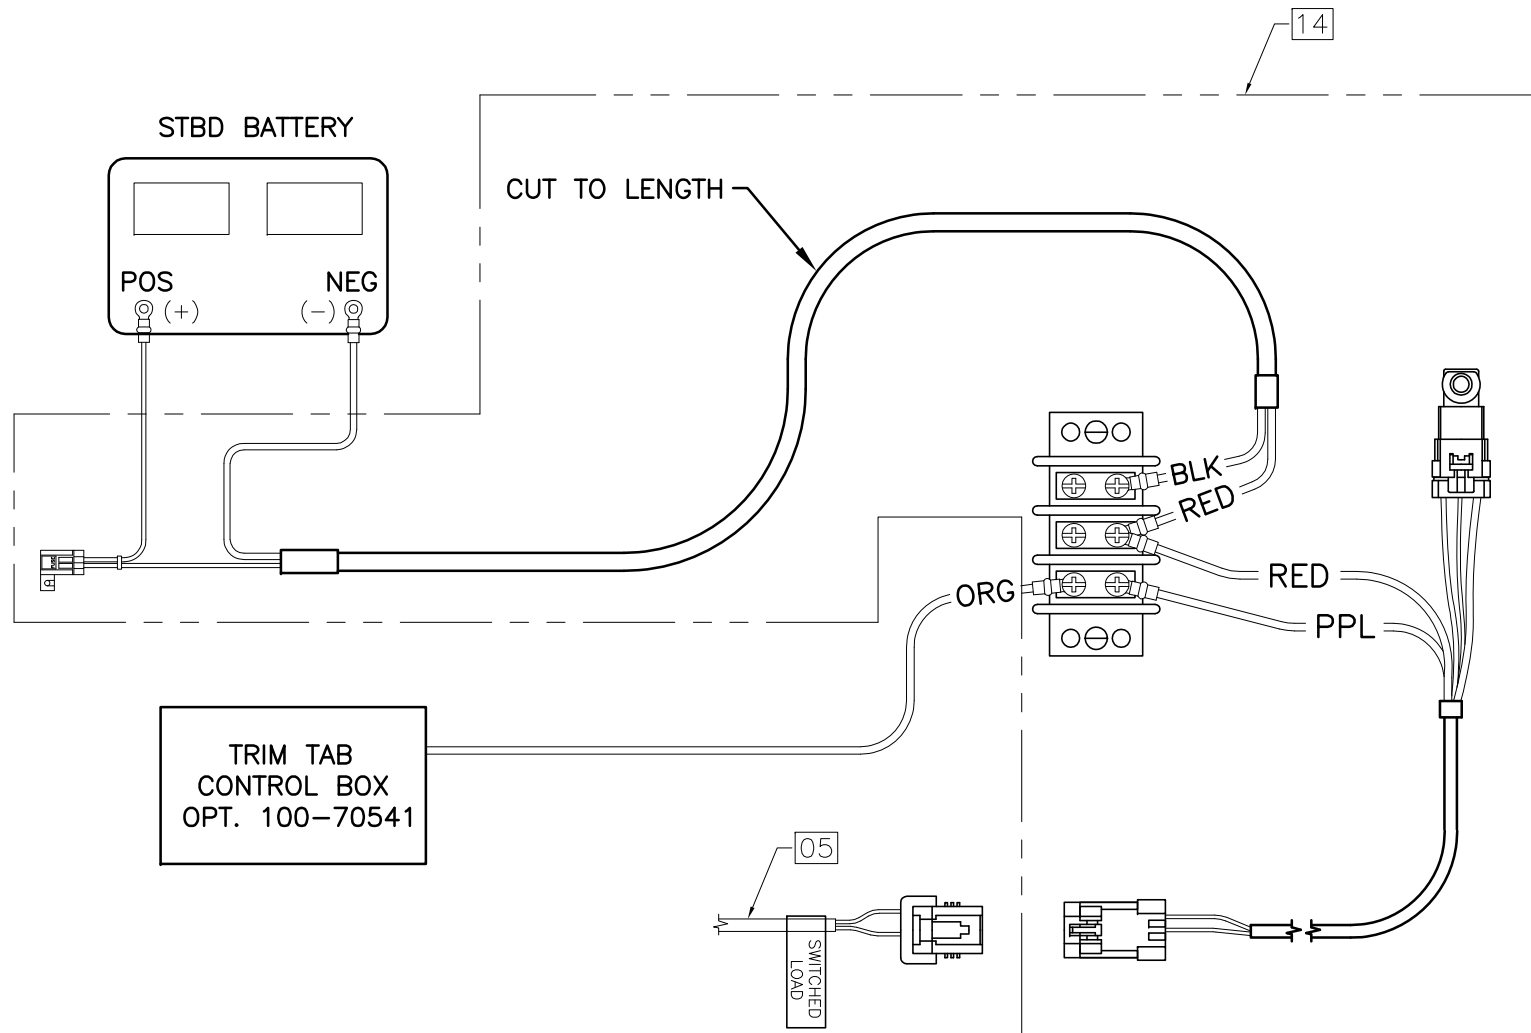 14
STBD BATTERY
CUT TO LENGTH
POS
NEG
(+)
(-)
BLK
RED
RED
ORG
PPL
TRIM TAB
CONTROL BOX
OPT. 100-70541
05
SWITCHED
LOAD